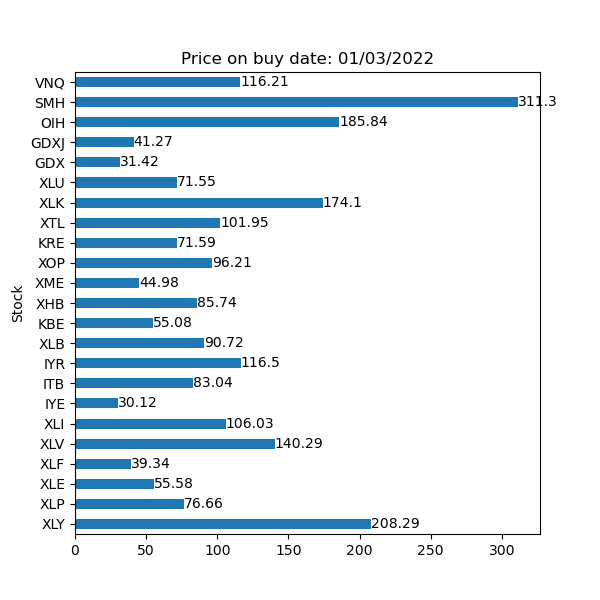 Price on buy date: 01/03/2022
VNQ 116.21
SMH 311.3
OIH 185.84
GDXJ 41.27
GDX 31.42
XLU 71.55
XLK 174.1
XTL 101.95
KRE 71.59
XOP 96.21
XME 44.98
XHB 85.74
KBE 55.08
XLB 90.72
IYR 116.5
ITB 83.04
IYE 30.12
XLI 106.03
XLV 140.29
XLF 39.34
XLE 55.58
XLP 76.66
XLY 208.29
Stock
0 50 100 150 200 250 300